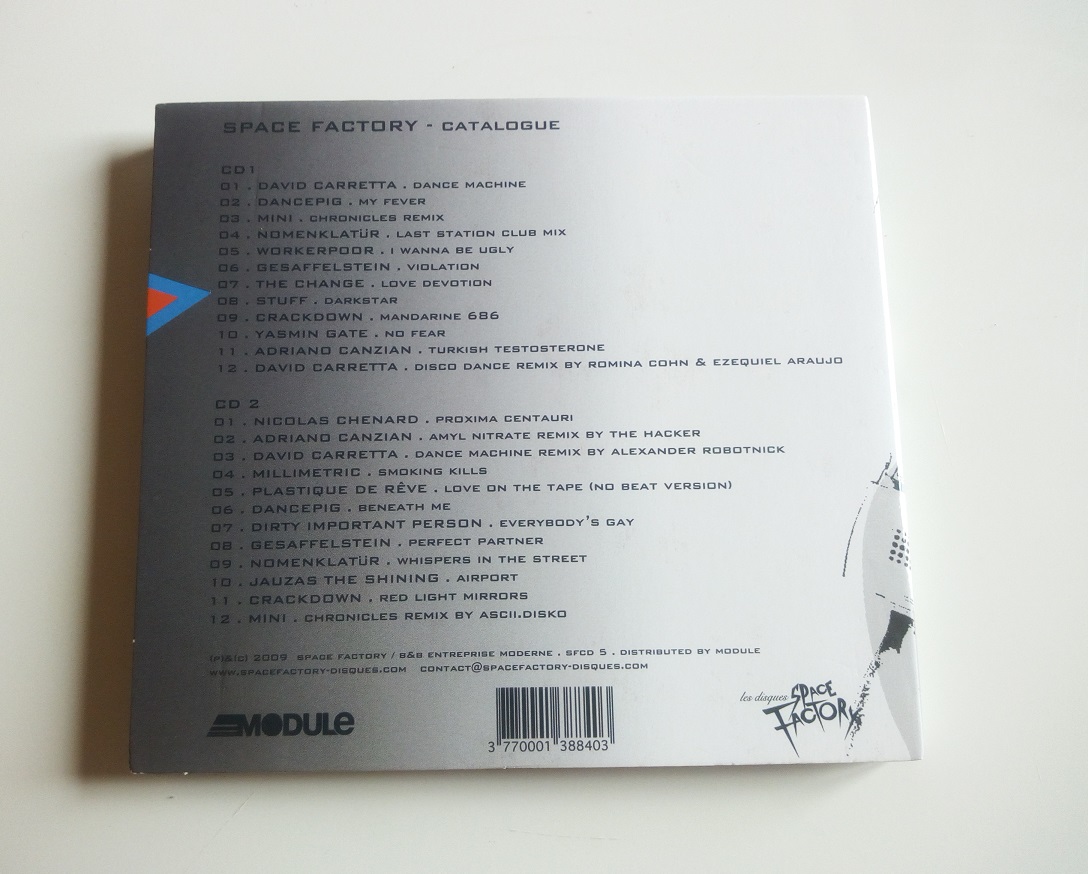 SPACE FACTORY - CATALOGUE
CD1
01 . DAVID CARRETTA . DANCE MACHINE
02 . DANCEPIG . MY FEVER
03 . MINI . CHRONICLES REMIX
04 . NOMENKLATÜR . LAST STATION CLUB MIX
05 . WORKERPOOR . I WANNA BE UGLY
06 . GESAFFELSTEIN . VIOLATION
07 . THE CHANGE . LOVE DEVOTION
08 . STUFF . DARKSTAR
09 . CRACKDOWN . MANDARINE 686
10 . YASMIN GATE . NO FEAR
11 . ADRIANO CANZIAN . TURKISH TESTOSTERONE
12 . DAVID CARRETTA . DISCO DANCE REMIX BY ROMINA COHN & EZEQUIEL ARAUJO
CD 2
01 . NICOLAS CHENARD . PROXIMA CENTAURI
02 . ADRIANO CANZIAN . AMYL NITRATE REMIX BY THE HACKER
03 . DAVID CARRETTA . DANCE MACHINE REMIX BY ALEXANDER ROBOTNICK
04 . MILLIMETRIC . SMOKING KILLS
05 . PLASTIQUE DE RÊVE . LOVE ON THE TAPE (NO BEAT VERSION)
06 . DANCEPIG . BENEATH ME
07 . DIRTY IMPORTANT PERSON . EVERYBODY'S GAY
08 . GESAFFELSTEIN . PERFECT PARTNER
09 . NOMENKLATÜR . WHISPERS IN THE STREET
10 . JAUZAS THE SHINING . AIRPORT
11 . CRACKDOWN . RED LIGHT MIRRORS
12 . MINI . CHRONICLES REMIX BY ASCII.DISKO
(P)&(C) 2009 SPACE FACTORY / B&B ENTREPRISE MODERNE . SFCD 5 . DISTRIBUTED BY MODULE
WWW.SPACEFACTORY-DISQUES.COM CONTACT@SPACEFACTORY-DISQUES.COM
MODULE
3 770001 388403
les disques SPACE FACTORY